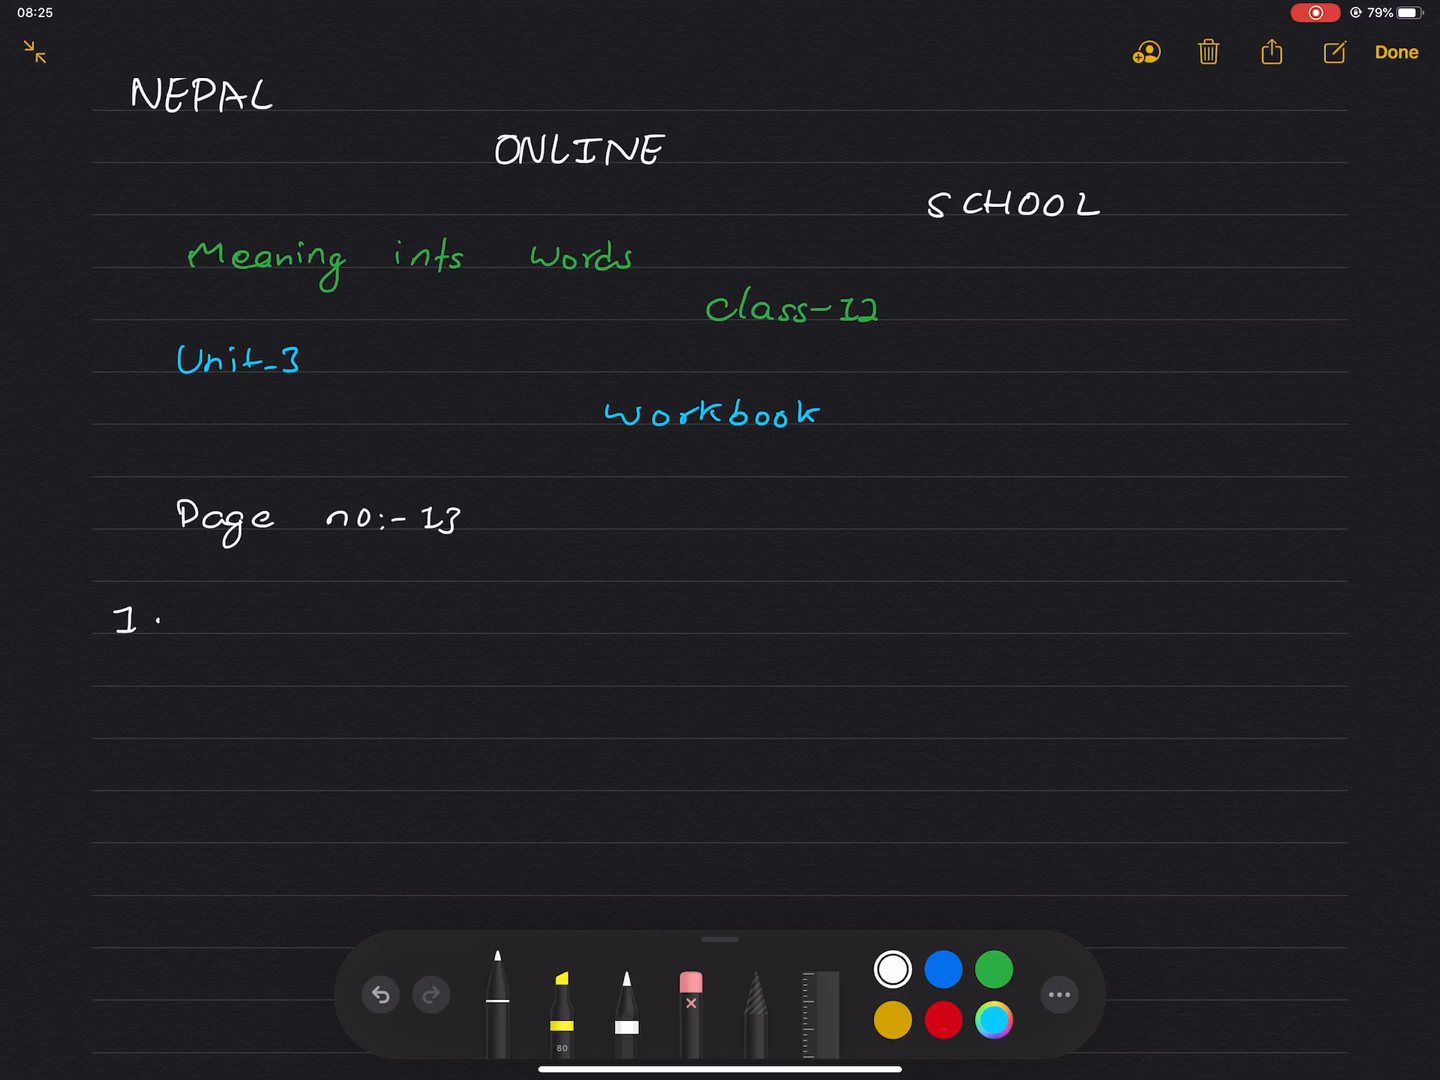 08:25
79%
Done
NEPAL
ONLINE
SCHOOL
Meaning into words
Class-12
Unit-3
Workbook
Page no:- 13
1.
80